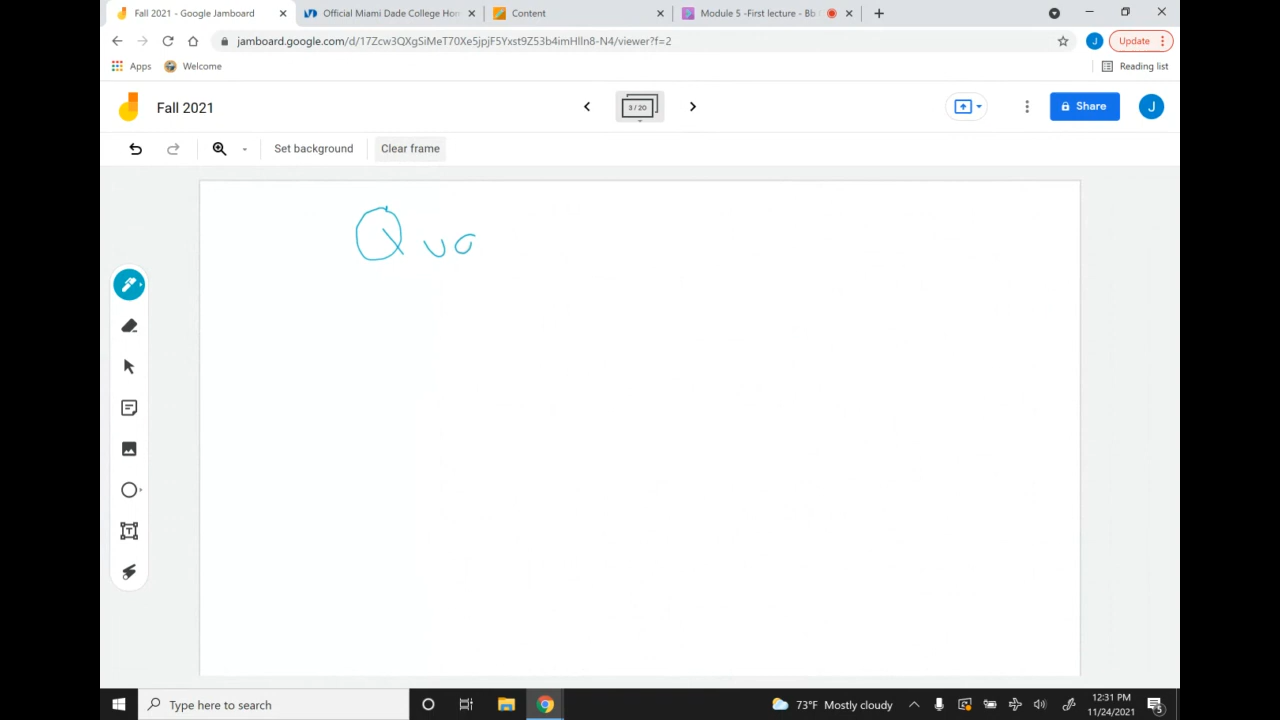 Fall 2021 - Google Jamboard
Official Miami Dade College Hom
Content
Module 5 -First lecture - Bb
jamboard.google.com/d/17Zcw3QXgSiMeT70Xe5jpjF5Yxst9Z53b4imHlln8-N4/viewer?f=2
J
Update
Apps
Welcome
Reading list
Fall 2021
3 / 20
Share
J
Set background
Clear frame
Qua
Type here to search
73°F Mostly cloudy
12:31 PM
11/24/2021
5